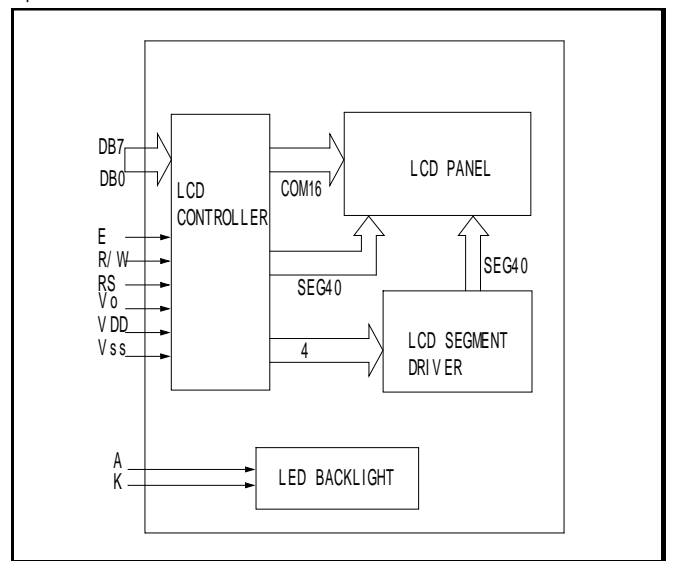 DB7
DB0
LCD
CONTROLLER
COM16
LCD PANEL
E
R/W
RS
Vo
VDD
Vss
SEG40
SEG40
4
LCD SEGMENT
DRIVER
A
K
LED BACKLIGHT